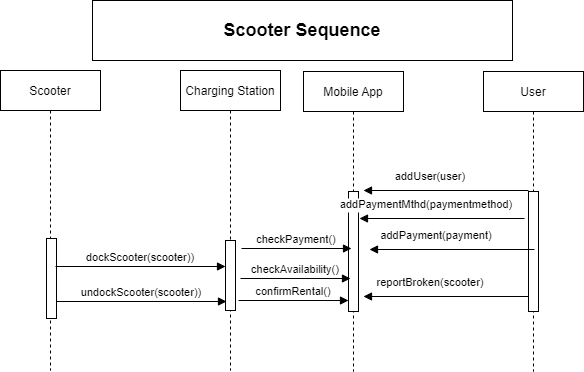 Scooter Sequence
Scooter
Charging Station
Mobile App
User
addUser(user)
addPaymentMthd(paymentmethod)
addPayment(payment)
checkPayment()
dockScooter(scooter))
checkAvailability()
reportBroken(scooter)
undockScooter(scooter))
confirmRental()